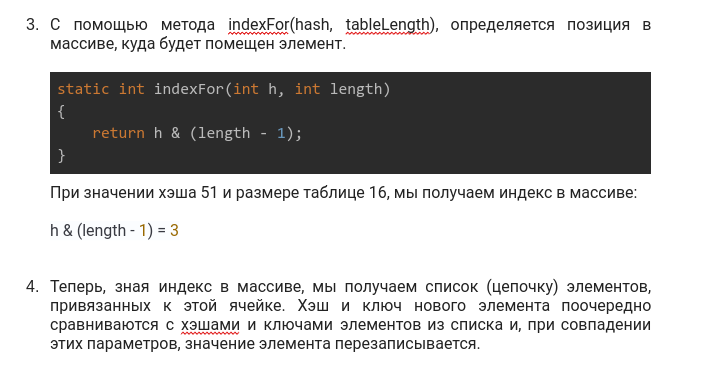 3. С помощью метода indexFor(hash, tableLength), определяется позиция в
массиве, куда будет помещен элемент.
static int indexFor(int h, int length)
{
    return h & (length - 1);
}
При значении хэша 51 и размере таблице 16, мы получаем индекс в массиве:
h & (length - 1) = 3
4. Теперь, зная индекс в массиве, мы получаем список (цепочку) элементов,
привязанных к этой ячейке. Хэш и ключ нового элемента поочередно
сравниваются с хэшами и ключами элементов из списка и, при совпадении
этих параметров, значение элемента перезаписывается.